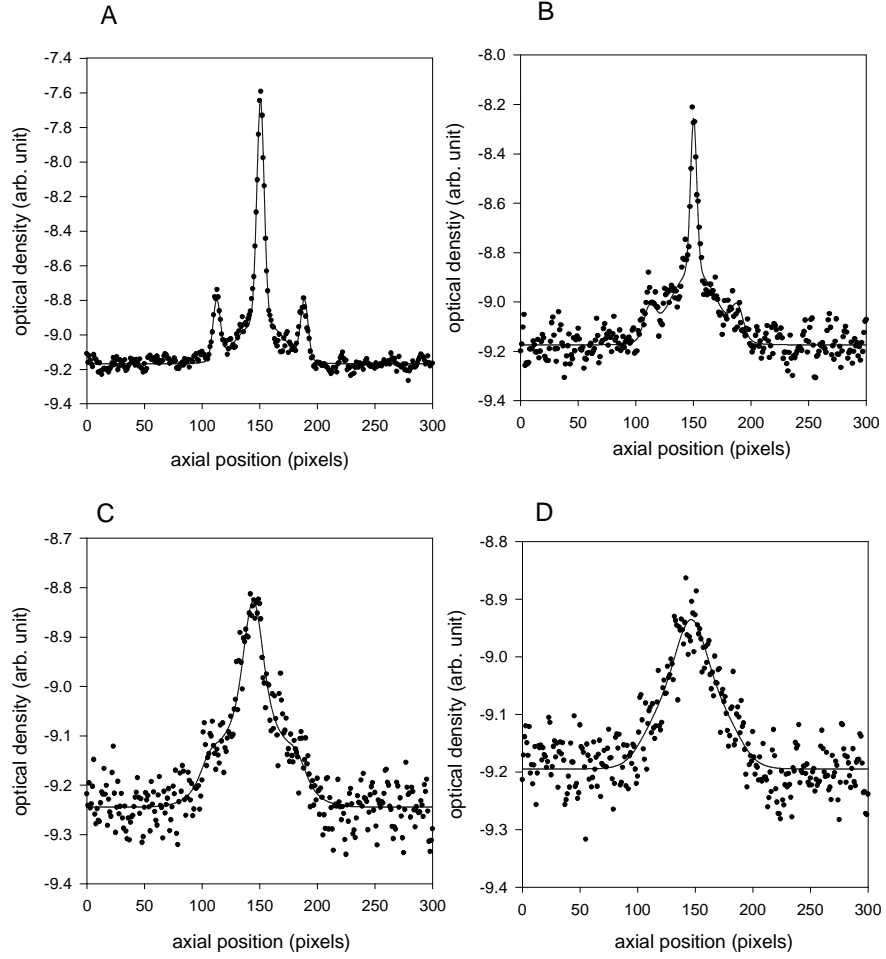 A
optical density (arb. unit)
-7.4
-7.6
-7.8
-8.0
-8.2
-8.4
-8.6
-8.8
-9.0
-9.2
-9.4
0 50 100 150 200 250 300
axial position (pixels)
B
optical denstiy (arb. unit)
-8.0
-8.2
-8.4
-8.6
-8.8
-9.0
-9.2
-9.4
0 50 100 150 200 250 300
axial position (pixels)
C
optical density (arb. unit)
-8.7
-8.8
-8.9
-9.0
-9.1
-9.2
-9.3
-9.4
0 50 100 150 200 250 300
axial position (pixels)
D
optical density (arb. unit)
-8.8
-8.9
-9.0
-9.1
-9.2
-9.3
-9.4
0 50 100 150 200 250 300
axial position (pixels)